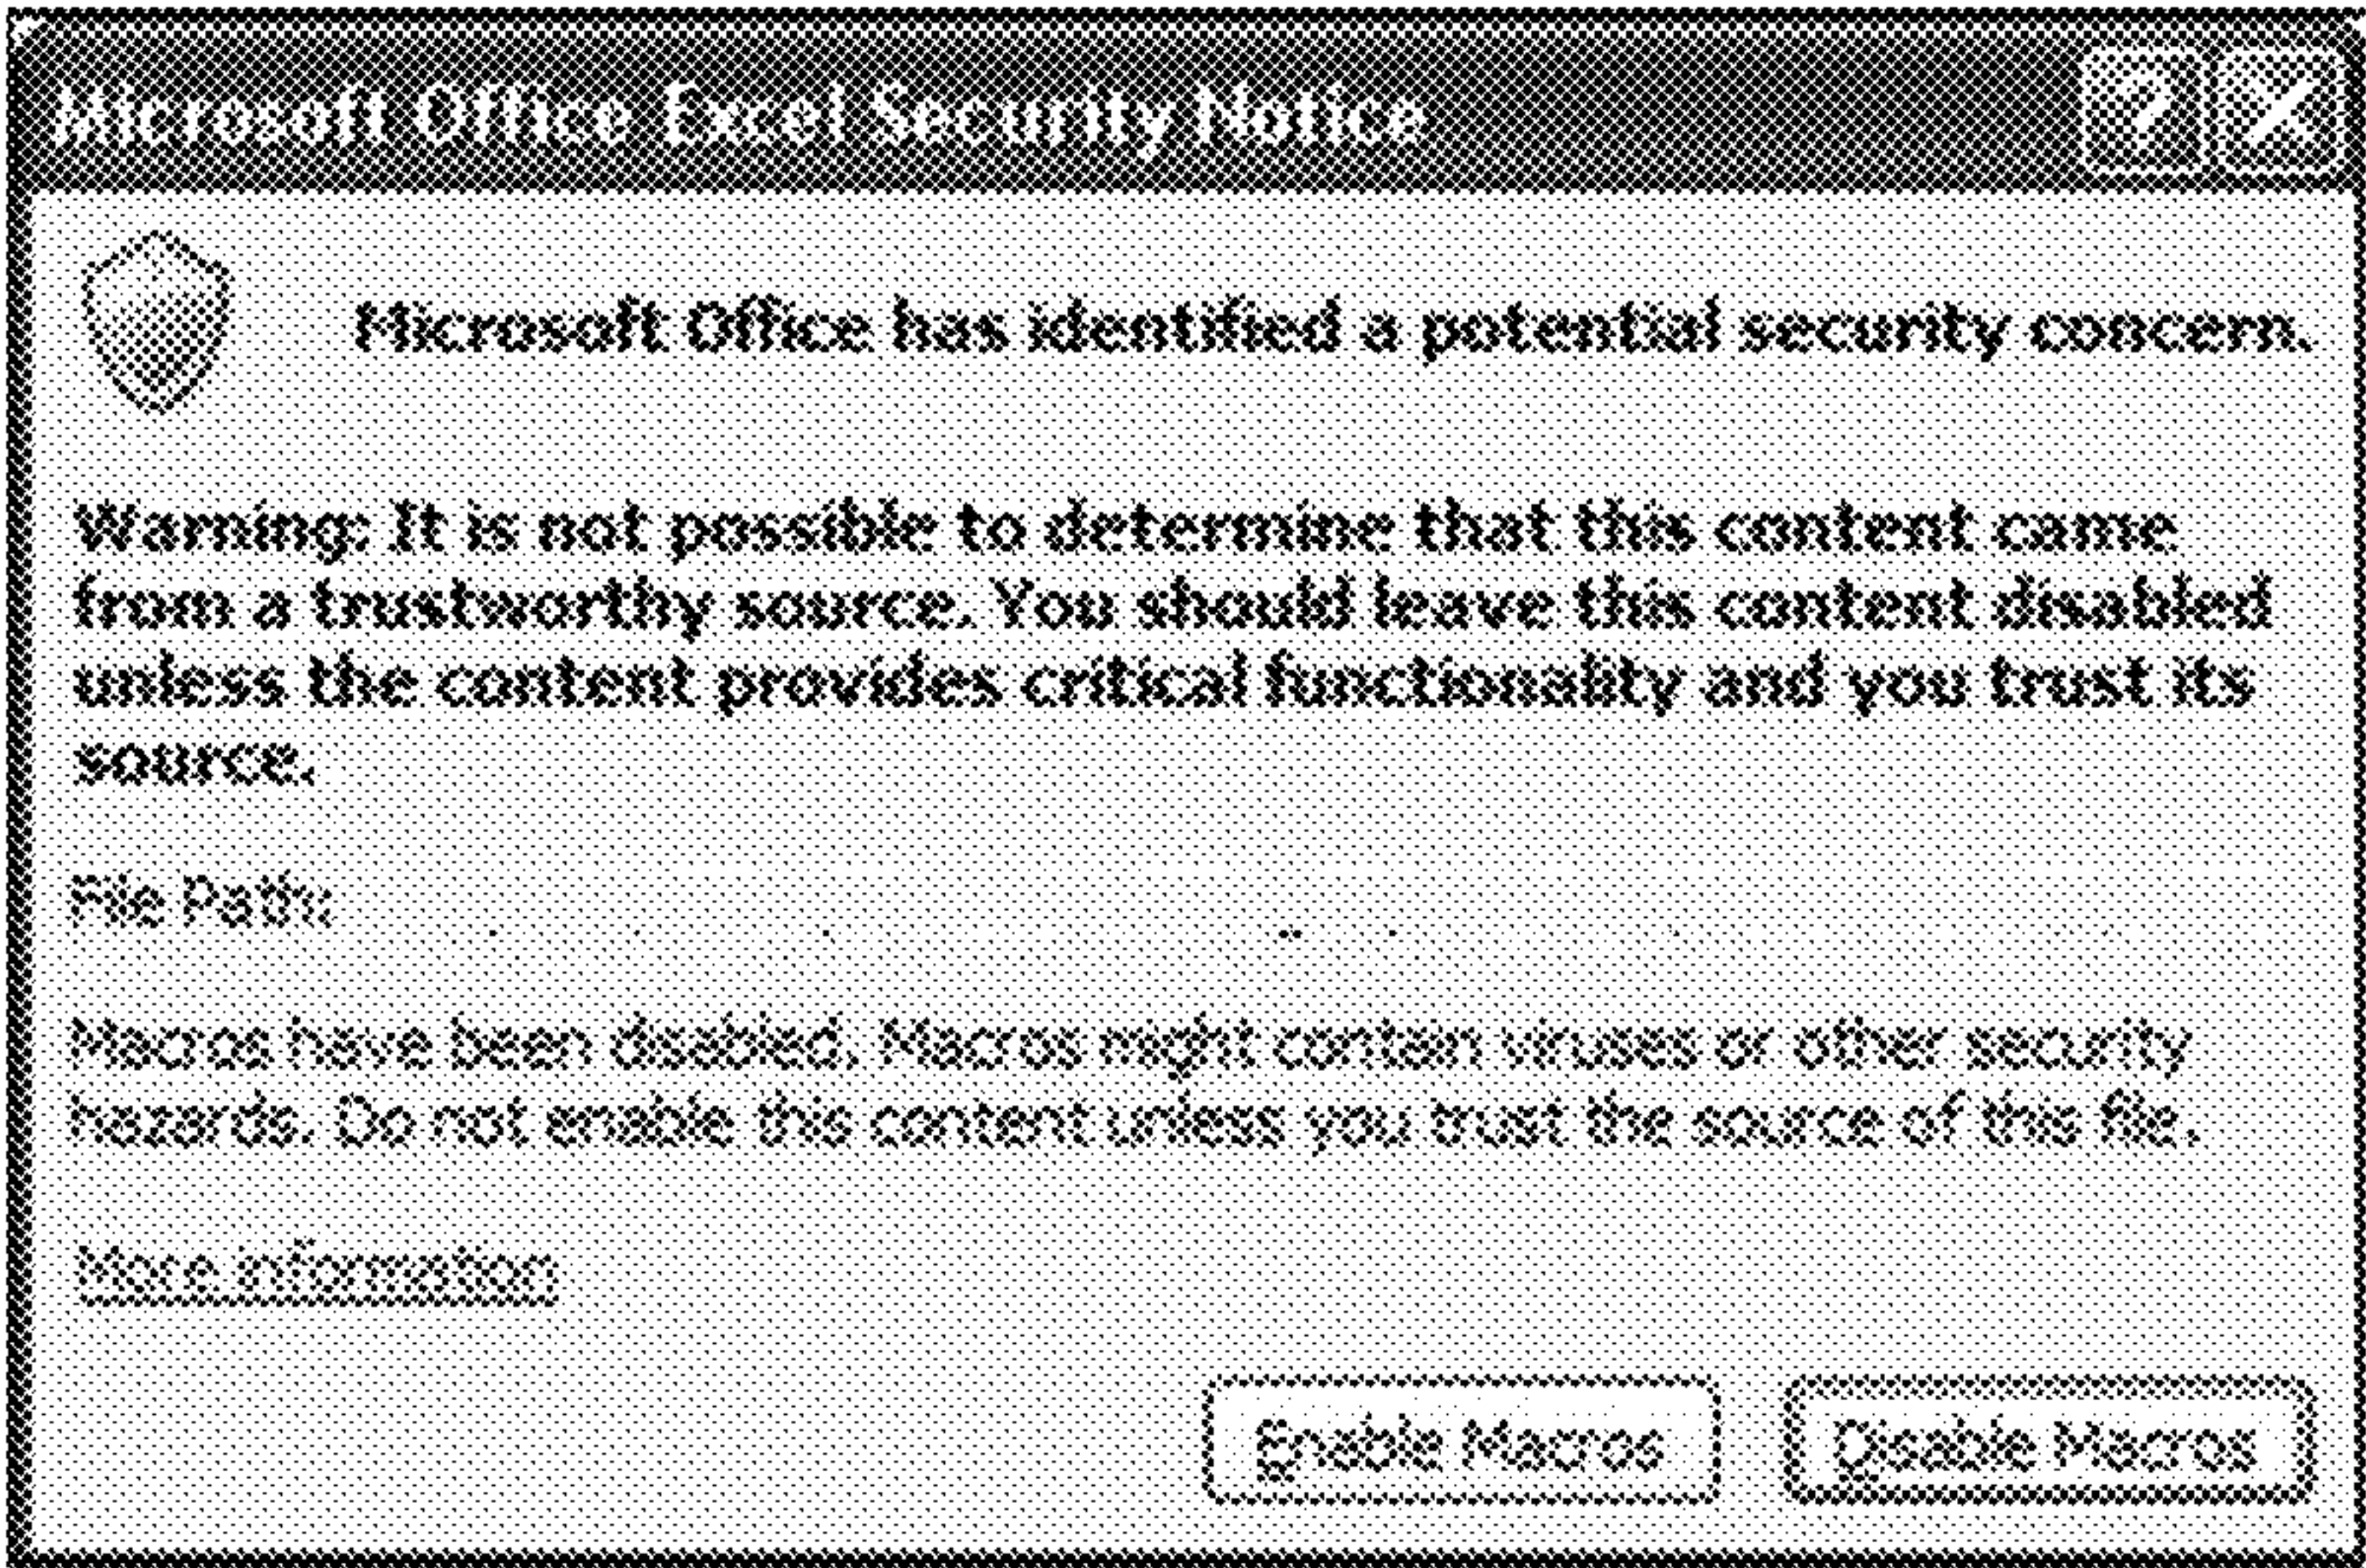 Microsoft Office Excel Security Notice
Microsoft Office has identified a potential security concern.
Warning: It is not possible to determine that this content came
from a trustworthy source. You should leave this content disabled
unless the content provides critical functionality and you trust its
source.
File Path:
Macros have been disabled. Macros might contain viruses or other security
hazards. Do not enable this content unless you trust the source of this file.
More information
Enable Macros
Disable Macros